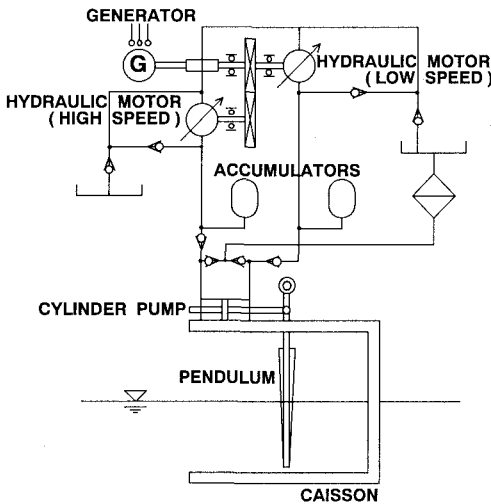 GENERATOR
G
HYDRAULIC MOTOR
( LOW SPEED )
HYDRAULIC MOTOR
( HIGH SPEED )
ACCUMULATORS
CYLINDER PUMP
PENDULUM
CAISSON